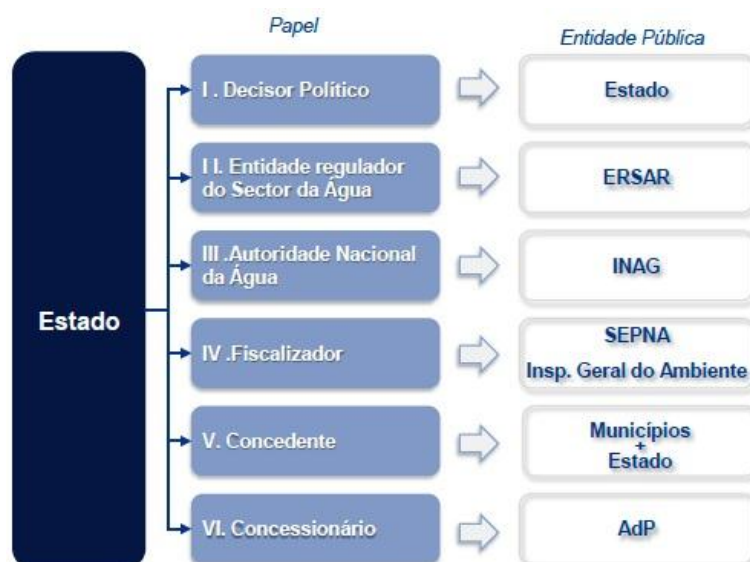 Papel
Entidade Pública
Estado
I . Decisor Político
Estado
I I. Entidade regulador
do Sector da Água
ERSAR
III .Autoridade Nacional
da Água
INAG
IV .Fiscalizador
SEPNA
Insp. Geral do Ambiente
V. Concedente
Municípios
+
Estado
VI. Concessionário
AdP